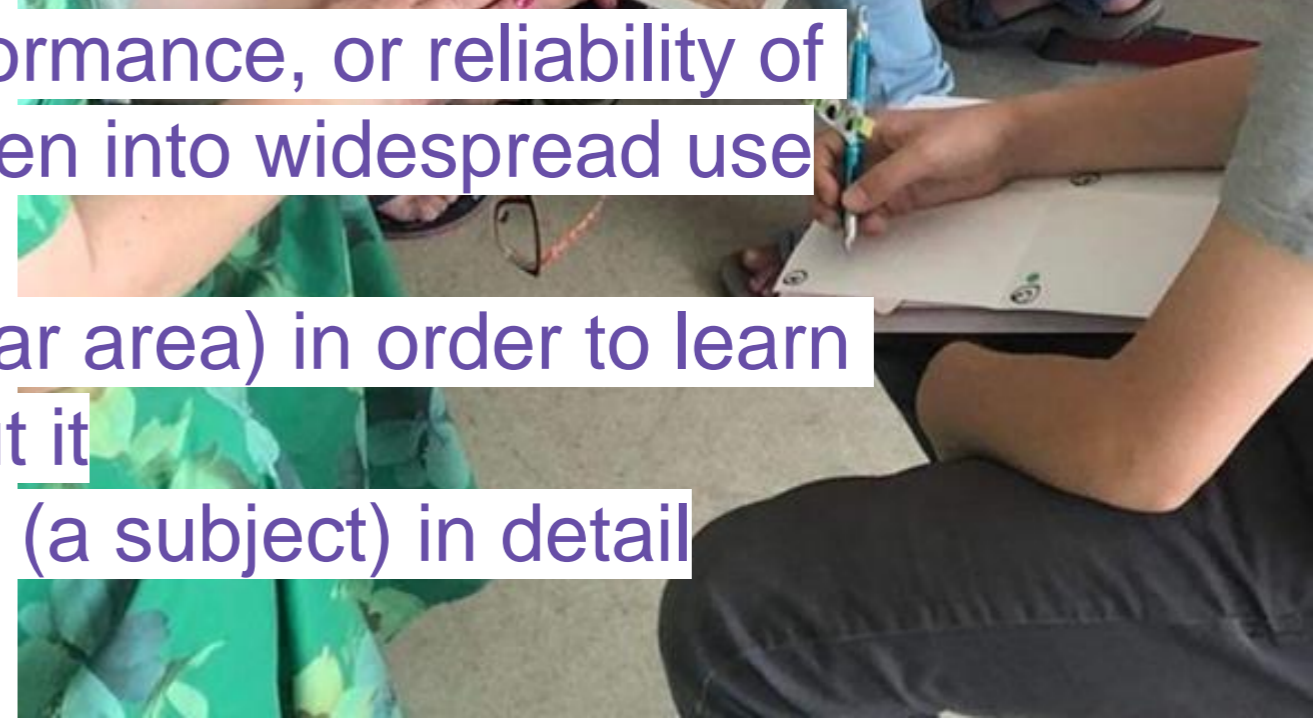 ormance, or reliability of
en into widespread use
ar area) in order to learn
t it
(a subject) in detail